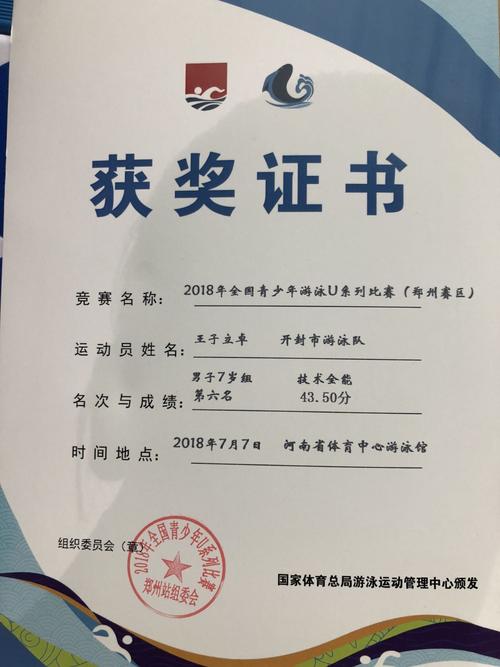 获奖证书
竞赛名称: 2018年全国青少年游泳U系列比赛（郑州赛区）
运动员姓名: 王子立卓 开封市游泳队
男子7岁组 技术全能
名次与成绩: 第六名 43.50分
时间地点: 2018年7月7日 河南省体育中心游泳馆
组织委员会（章）
2018年全国青少年U系列比赛
郑州站组委会
国家体育总局游泳运动管理中心颁发